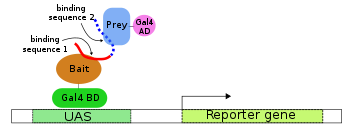 binding
sequence 2
Prey
Gal4
AD
binding
sequence 1
Bait
Gal4 BD
UAS
Reporter gene